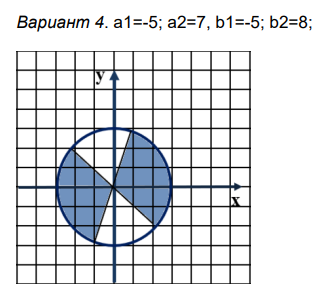 Вариант 4. a1=-5; a2=7, b1=-5; b2=8;
y
x